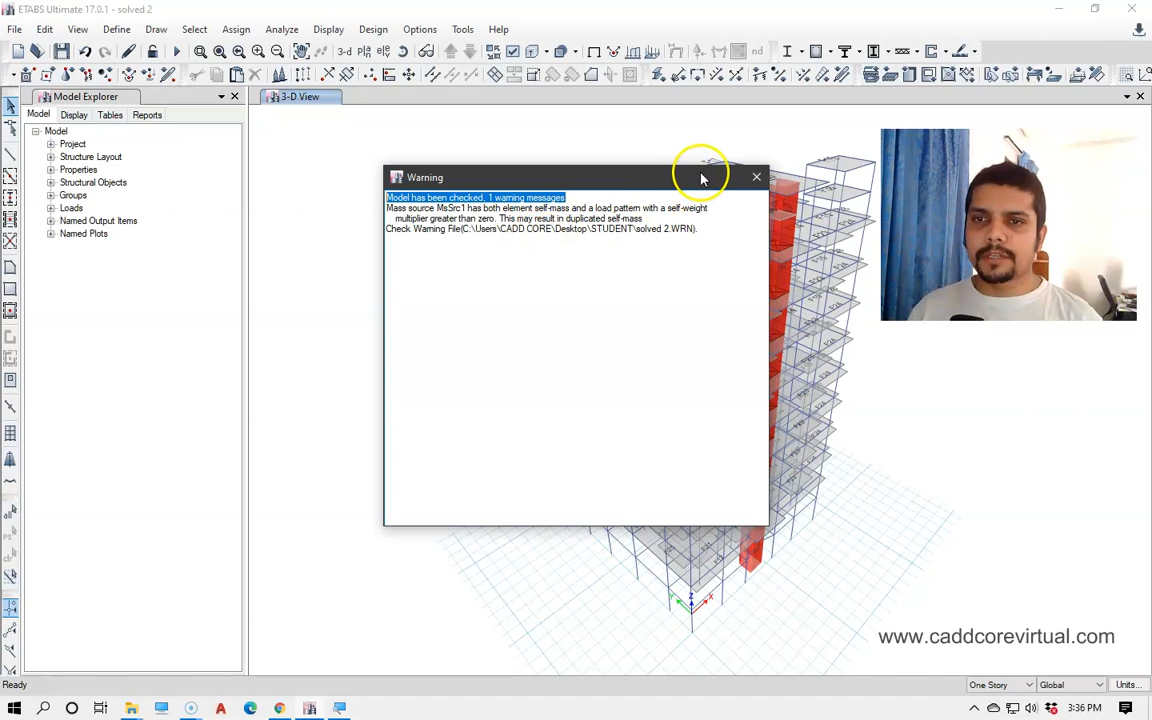 ETABS Ultimate 17.0.1 - solved 2
File Edit View Define Draw Select Assign Analyze Display Design Options Tools Help
3-d
nd
Model Explorer
3-D View
Model Display Tables Reports
Model
Project
Structure Layout
Properties
Structural Objects
Groups
Loads
Named Output Items
Named Plots
Warning
Model has been checked, 1 warning messages
Mass source MsSrc1 has both element self-mass and a load pattern with a self-weight
multiplier greater than zero. This may result in duplicated self-mass
Check Warning File(C:\Users\CADD CORE\Desktop\STUDENT\solved 2.WRN).
Z
Y X
www.caddcorevirtual.com
Ready
One Story Global Units...
3:36 PM